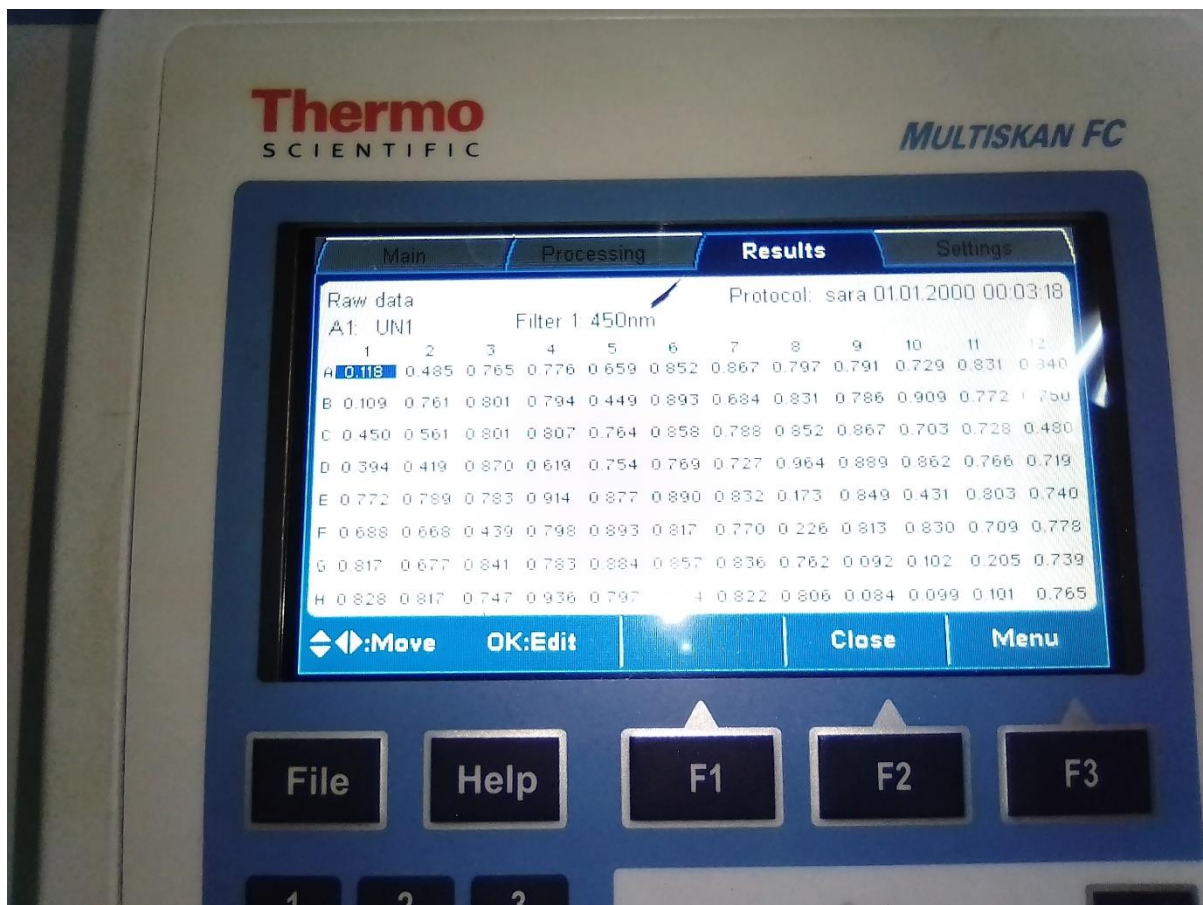 Thermo
SCIENTIFIC
MULTISKAN FC
Main Processing Results Settings
Raw data Protocol: sara 01.01.2000 00:03:18
A1: UN1 Filter 1 450nm
1 2 3 4 5 6 7 8 9 10 11 12
A 0.118 0.485 0.765 0.776 0.659 0.852 0.867 0.797 0.791 0.729 0.831 0.840
B 0.109 0.761 0.801 0.794 0.449 0.893 0.684 0.831 0.786 0.909 0.772
C 0.450 0.561 0.801 0.807 0.764 0.858 0.788 0.852 0.867 0.703 0.728 0.480
D 0.394 0.419 0.870 0.619 0.754 0.769 0.727 0.964 0.889 0.862 0.766 0.719
E 0.772 0.789 0.783 0.914 0.877 0.890 0.832 0.173 0.849 0.431 0.803 0.740
F 0.688 0.668 0.439 0.798 0.893 0.817 0.770 0.226 0.813 0.830 0.709 0.778
G 0.817 0.677 0.841 0.783 0.884 0.857 0.836 0.762 0.092 0.102 0.205 0.739
H 0.828 0.817 0.747 0.936 0.797 0.822 0.806 0.084 0.099 0.101 0.765
:Move OK:Edit Close Menu
File Help F1 F2 F3
1 2 3